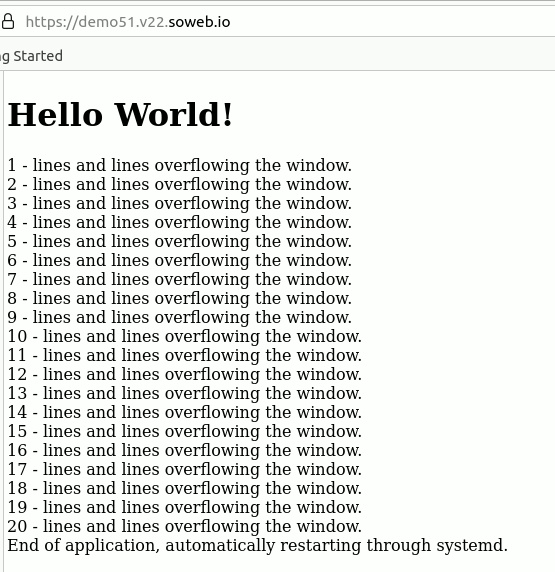 https://demo51.v22.soweb.io
g Started
Hello World!
1 - lines and lines overflowing the window.
2 - lines and lines overflowing the window.
3 - lines and lines overflowing the window.
4 - lines and lines overflowing the window.
5 - lines and lines overflowing the window.
6 - lines and lines overflowing the window.
7 - lines and lines overflowing the window.
8 - lines and lines overflowing the window.
9 - lines and lines overflowing the window.
10 - lines and lines overflowing the window.
11 - lines and lines overflowing the window.
12 - lines and lines overflowing the window.
13 - lines and lines overflowing the window.
14 - lines and lines overflowing the window.
15 - lines and lines overflowing the window.
16 - lines and lines overflowing the window.
17 - lines and lines overflowing the window.
18 - lines and lines overflowing the window.
19 - lines and lines overflowing the window.
20 - lines and lines overflowing the window.
End of application, automatically restarting through systemd.